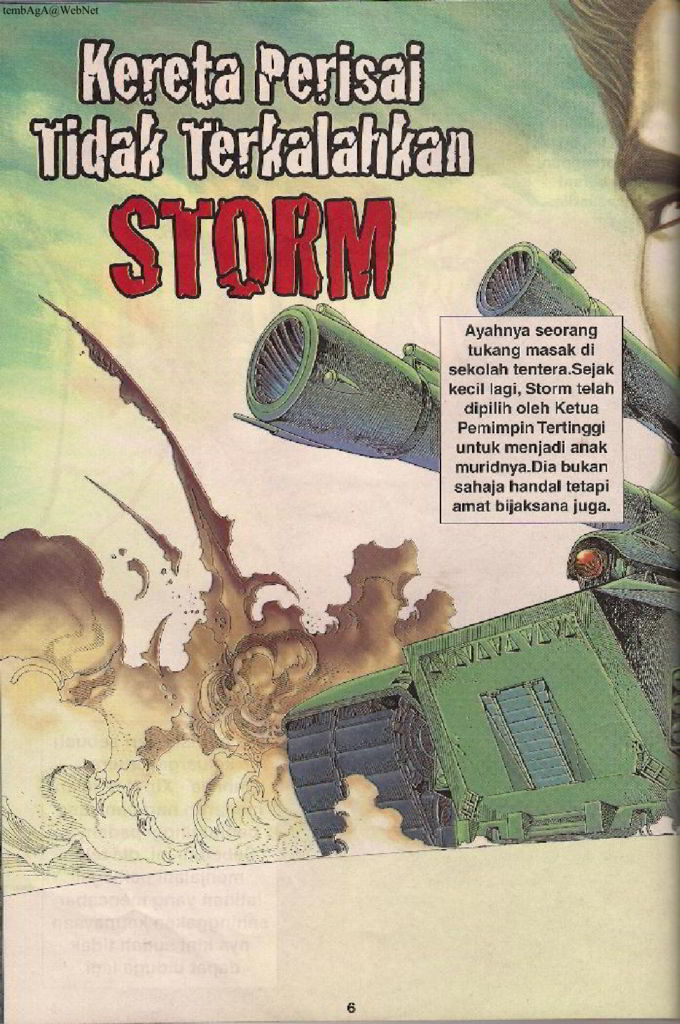 tembAgA@WebNet
Kereta Perisai
Tidak Terkalahkan
STORM
Ayahnya seorang
tukang masak di
sekolah tentera.Sejak
kecil lagi, Storm telah
dipilih oleh Ketua
Pemimpin Tertinggi
untuk menjadi anak
muridnya.Dia bukan
sahaja handal tetapi
amat bijaksana juga.
6